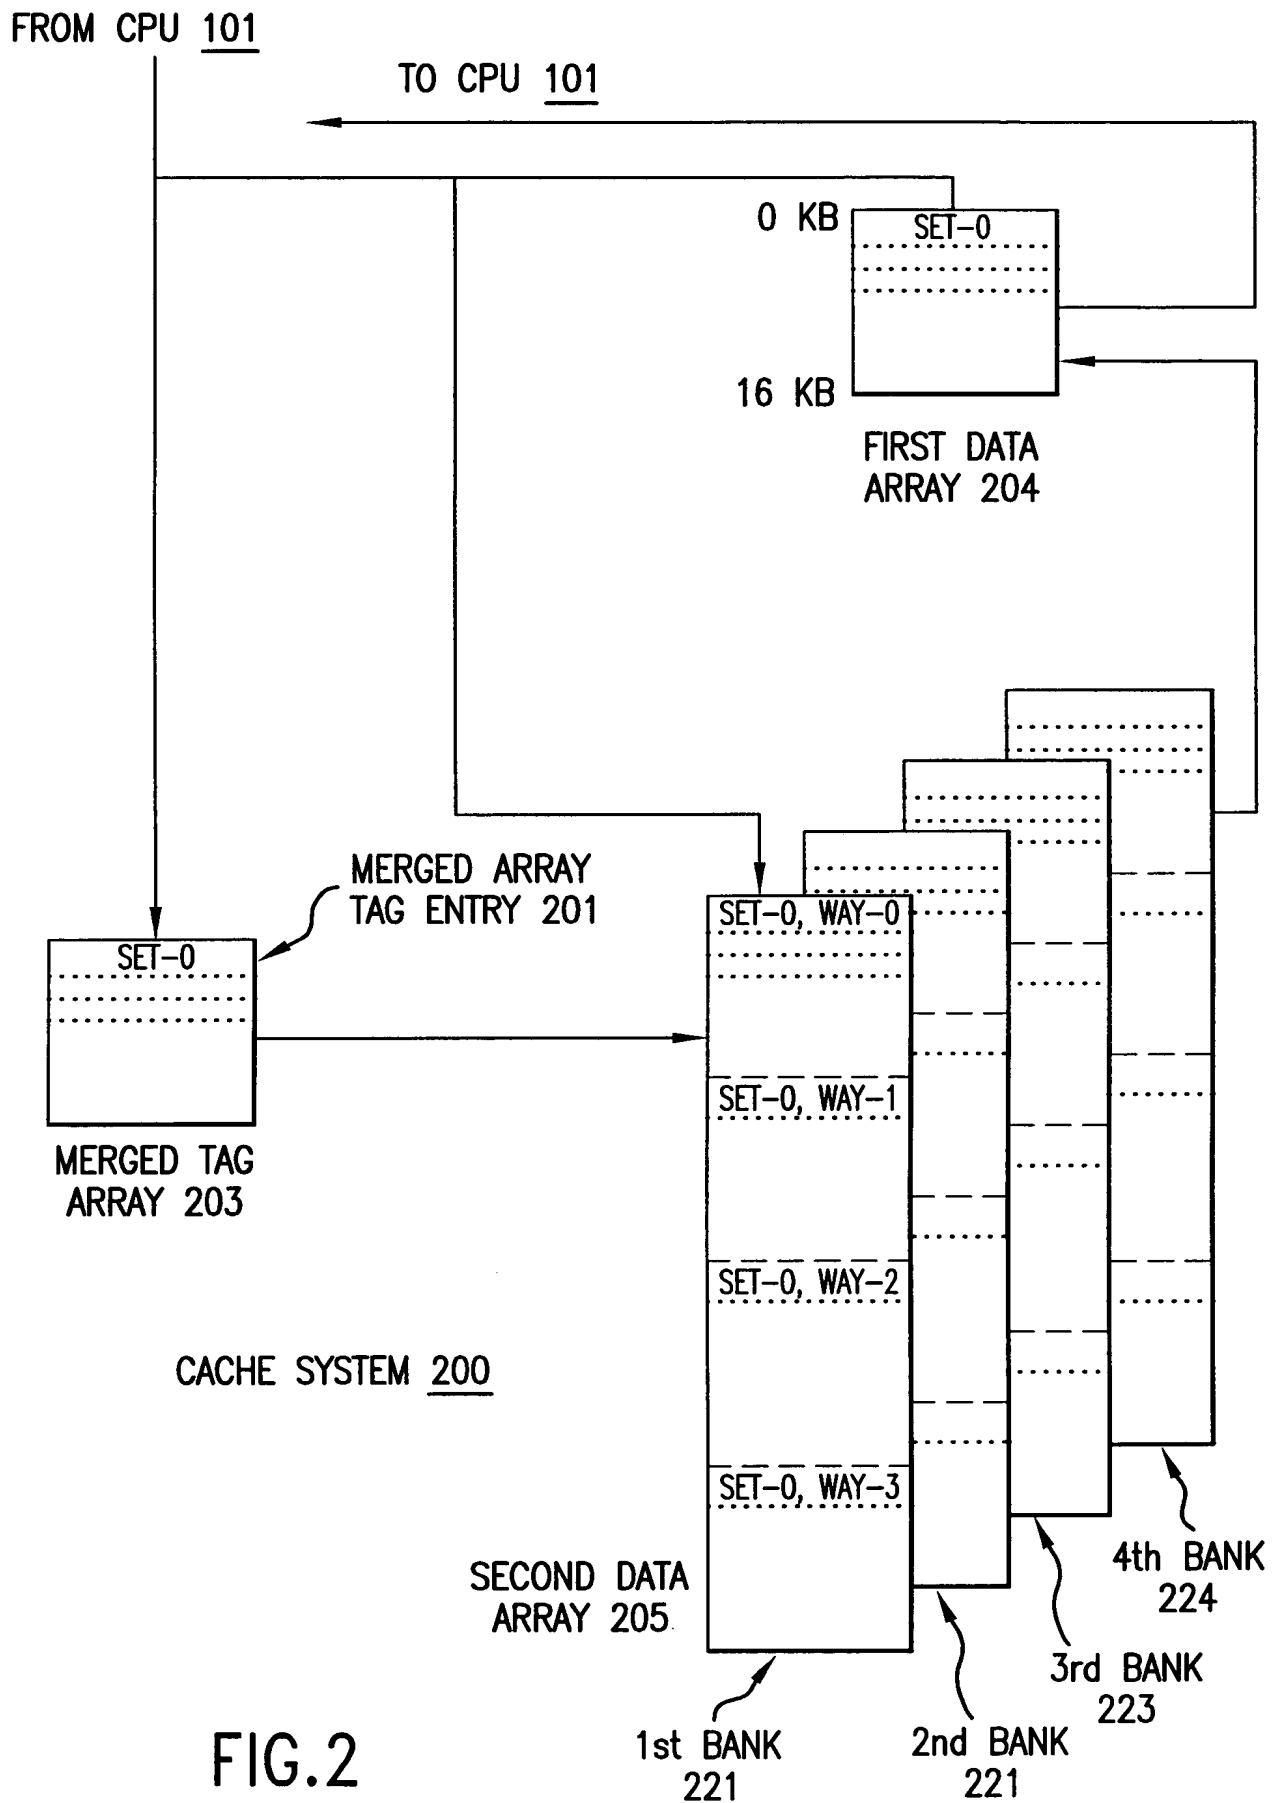 FROM CPU 101
TO CPU 101
0 KB
SET-0
16 KB
FIRST DATA
ARRAY 204
MERGED ARRAY
TAG ENTRY 201
SET-0
MERGED TAG
ARRAY 203
SET-0, WAY-0
SET-0, WAY-1
SET-0, WAY-2
SET-0, WAY-3
CACHE SYSTEM 200
SECOND DATA
ARRAY 205
4th BANK
224
3rd BANK
223
2nd BANK
221
1st BANK
221
FIG.2